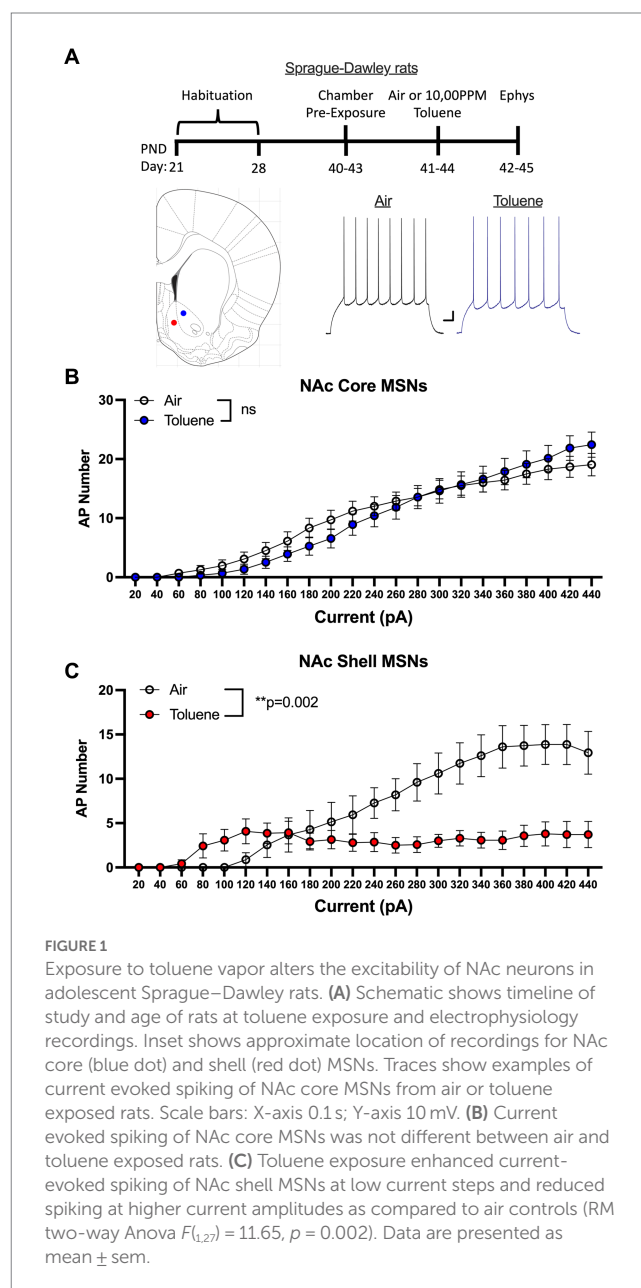 A
Sprague-Dawley rats
Habituation
Chamber Pre-Exposure
Air or 10,00PPM Toluene
Ephys
PND
Day: 21 28 40-43 41-44 42-45
Air Toluene
B
NAc Core MSNs
Air
Toluene
ns
AP Number
30
20
10
0
20 40 60 80 100 120 140 160 180 200 220 240 260 280 300 320 340 360 380 400 420 440
Current (pA)
C
NAc Shell MSNs
Air
Toluene
**p=0.002
AP Number
20
15
10
5
0
20 40 60 80 100 120 140 160 180 200 220 240 260 280 300 320 340 360 380 400 420 440
Current (pA)
FIGURE 1
Exposure to toluene vapor alters the excitability of NAc neurons in
adolescent Sprague–Dawley rats. (A) Schematic shows timeline of
study and age of rats at toluene exposure and electrophysiology
recordings. Inset shows approximate location of recordings for NAc
core (blue dot) and shell (red dot) MSNs. Traces show examples of
current evoked spiking of NAc core MSNs from air or toluene
exposed rats. Scale bars: X-axis 0.1 s; Y-axis 10 mV. (B) Current
evoked spiking of NAc core MSNs was not different between air and
toluene exposed rats. (C) Toluene exposure enhanced current-
evoked spiking of NAc shell MSNs at low current steps and reduced
spiking at higher current amplitudes as compared to air controls (RM
two-way Anova F(1,27) = 11.65, p = 0.002). Data are presented as
mean ± sem.